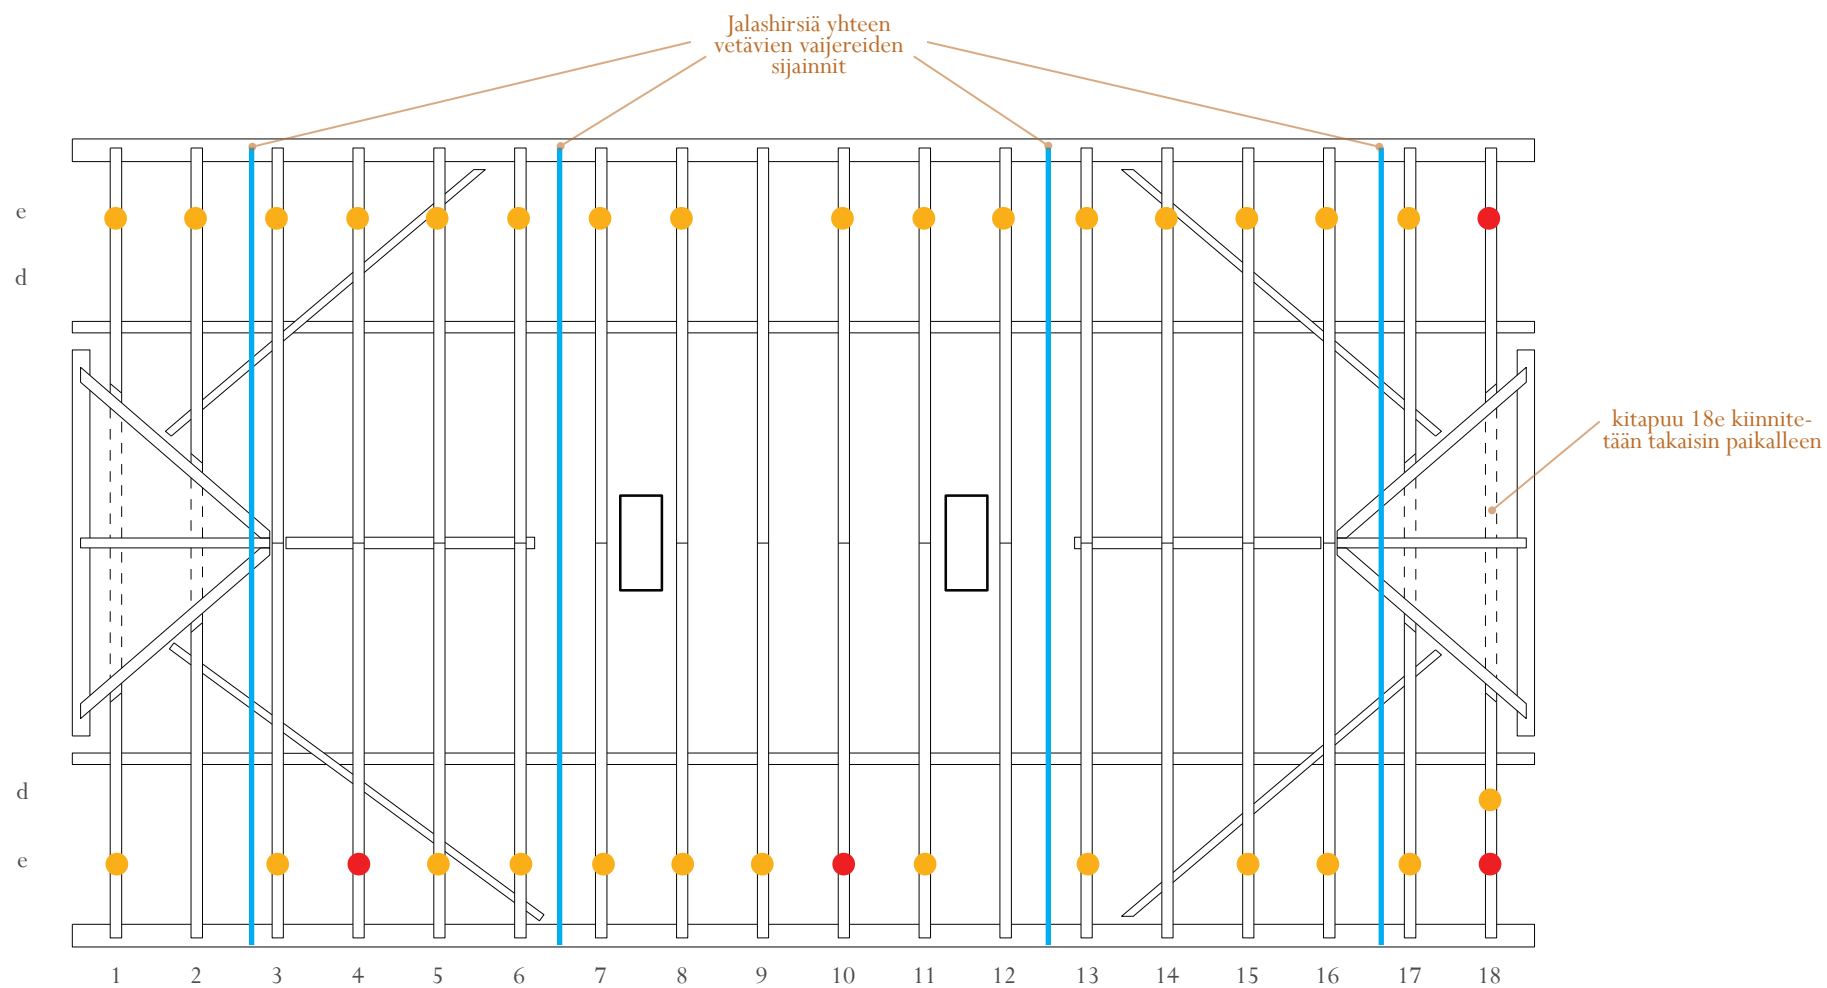 Jalashirsiä yhteen
vetävien vaijereiden
sijainnit
e
d
kitapuu 18e kiinnite-
tään takaisin paikalleen
d
e
1 2 3 4 5 6 7 8 9 10 11 12 13 14 15 16 17 18